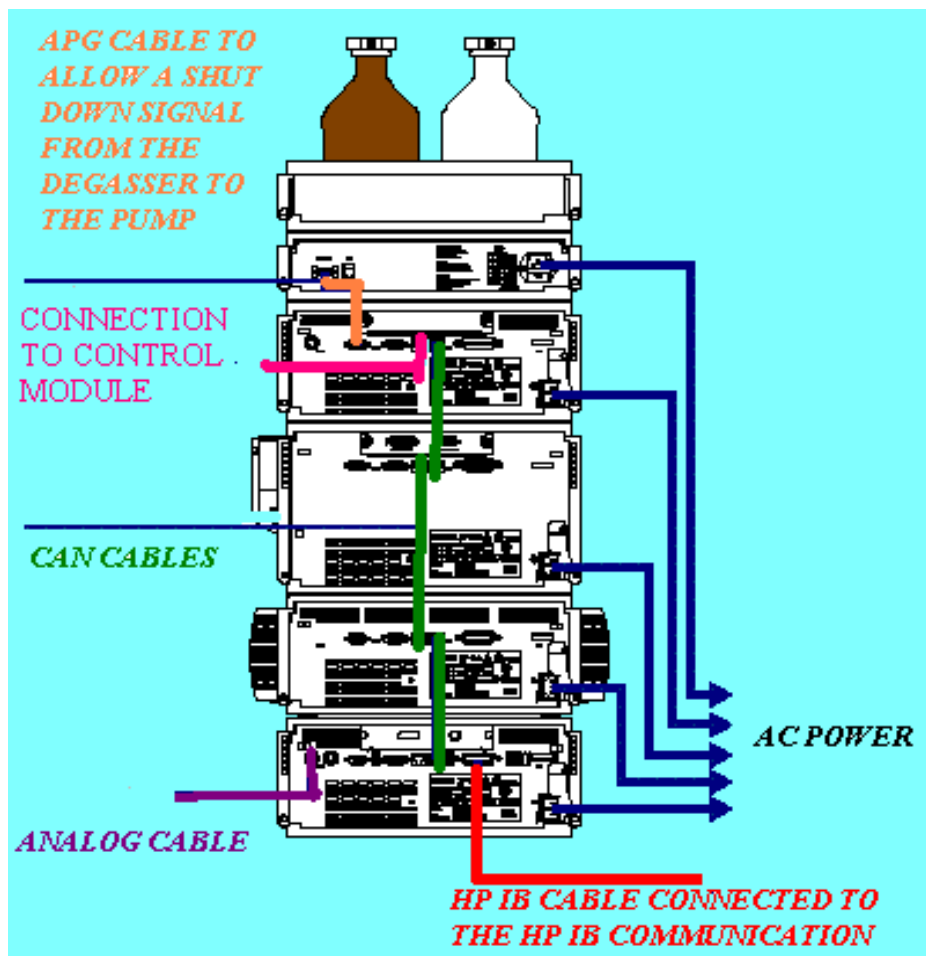 APG CABLE TO
ALLOW A SHUT
DOWN SIGNAL
FROM THE
DEGASSER TO
THE PUMP
CONNECTION
TO CONTROL
MODULE
CAN CABLES
AC POWER
ANALOG CABLE
HP IB CABLE CONNECTED TO
THE HP IB COMMUNICATION